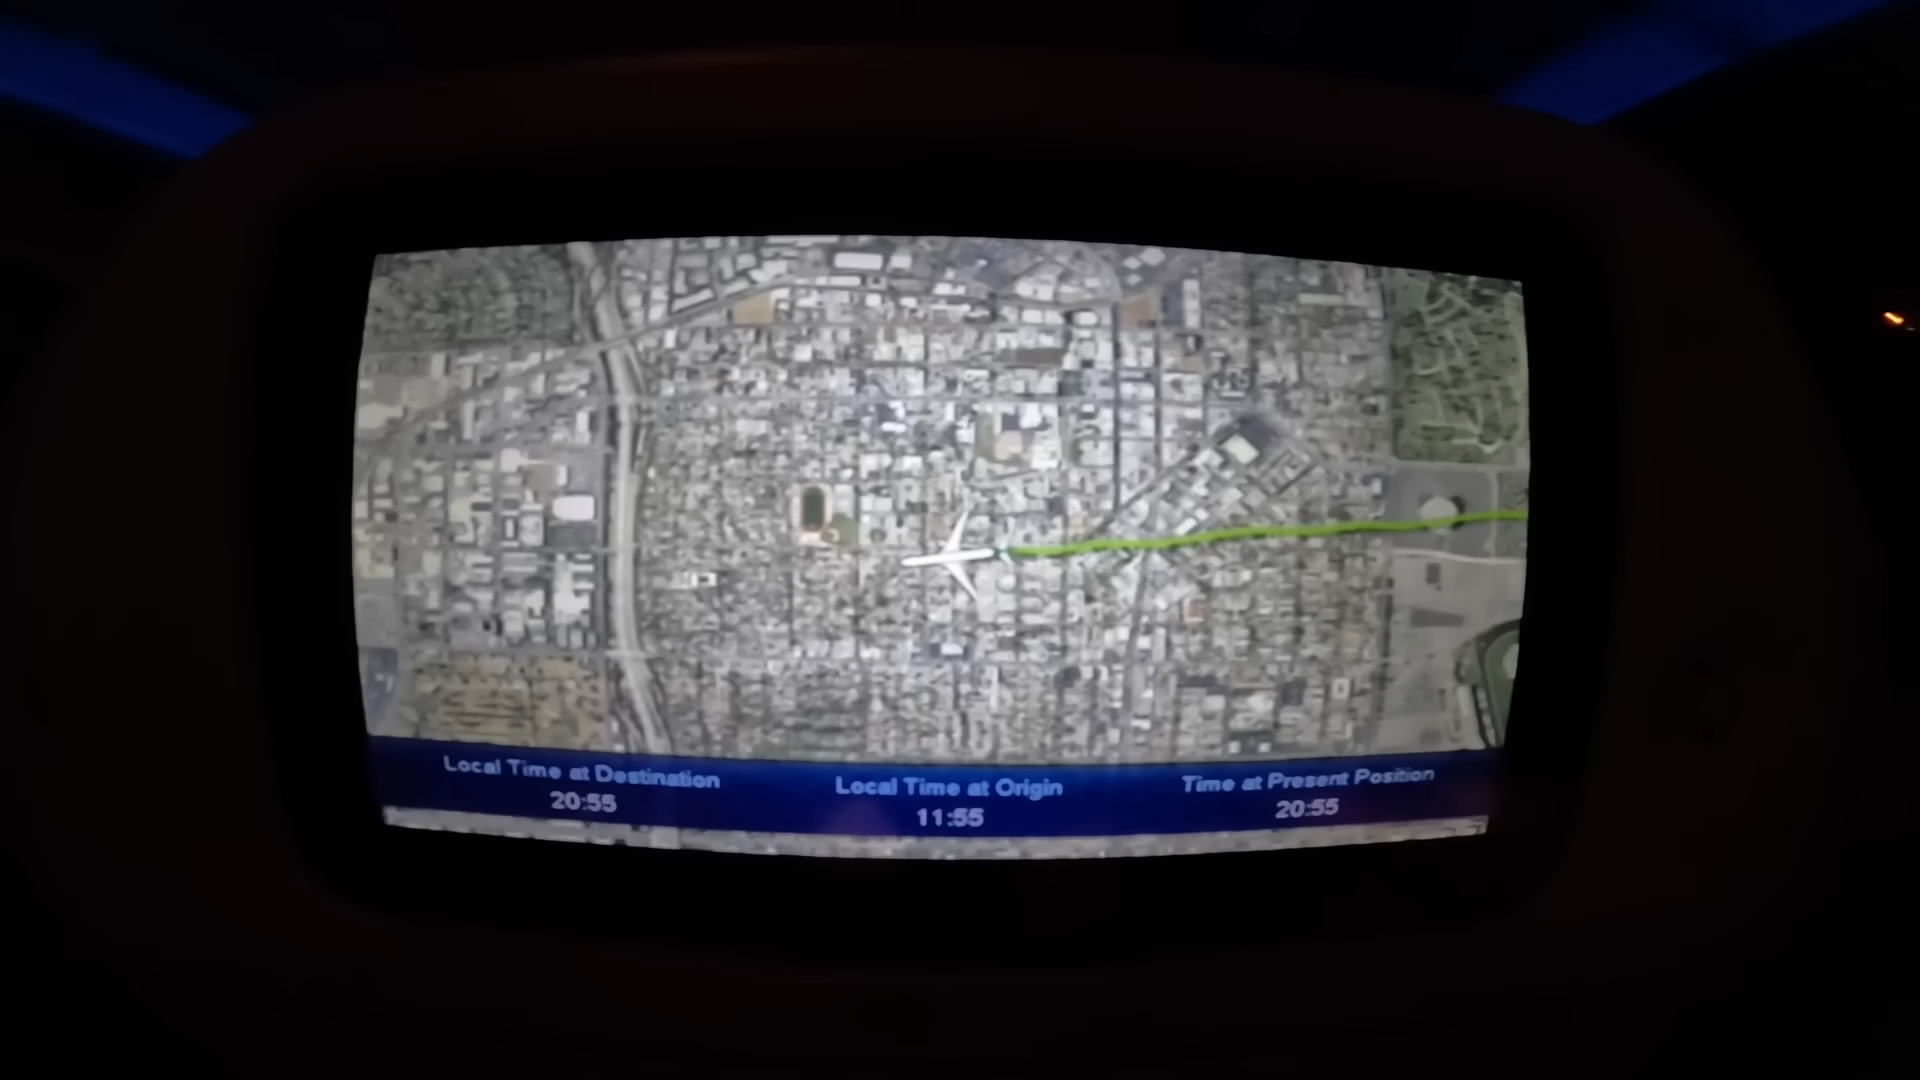 Local Time at Destination
20:55
Local Time at Origin
11:55
Time at Present Position
20:55